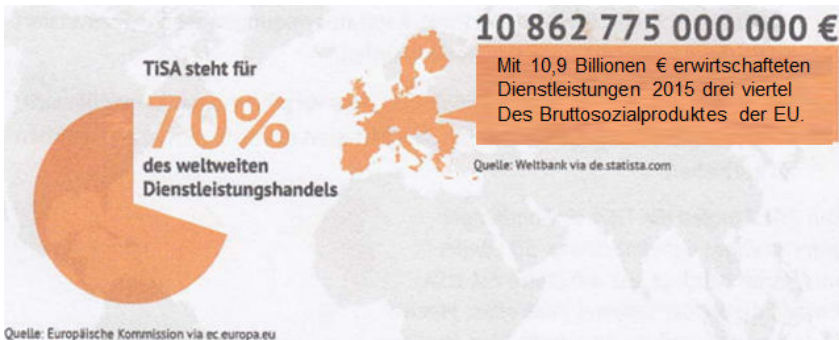 TiSA steht für
70%
des weltweiten
Dienstleistungshandels
10 862 775 000 000 €
Mit 10,9 Billionen € erwirtschafteten
Dienstleistungen 2015 drei viertel
Des Bruttosozialproduktes der EU.
Quelle: Weltbank via de.statista.com
Quelle: Europäische Kommission via ec.europa.eu